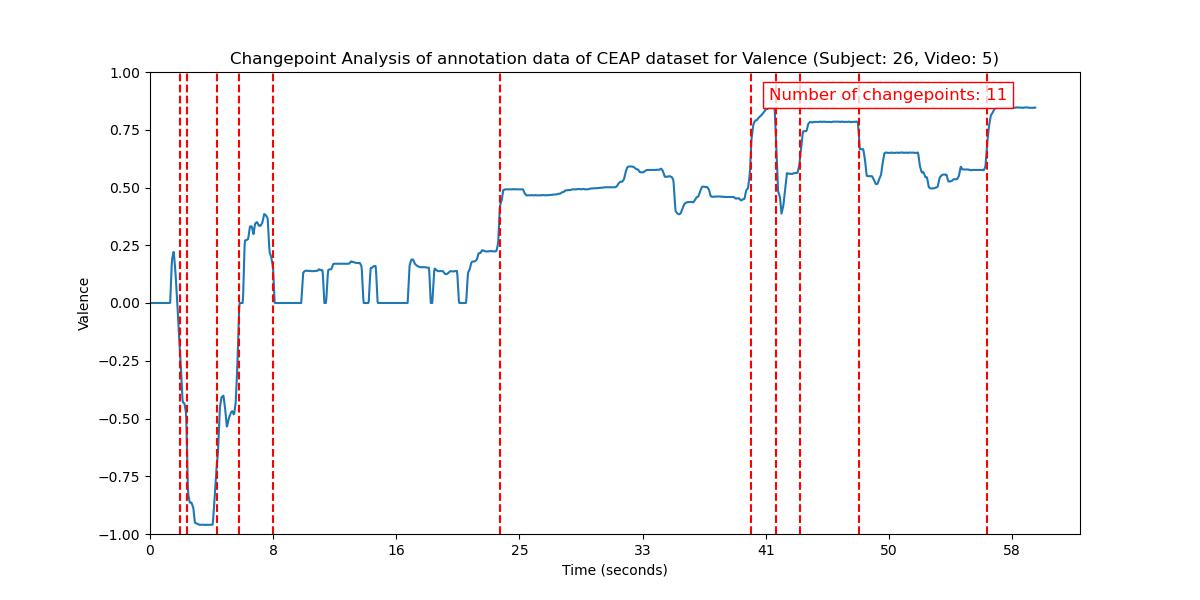 Changepoint Analysis of annotation data of CEAP dataset for Valence (Subject: 26, Video: 5)
Number of changepoints: 11
1.00
0.75
0.50
0.25
0.00
−0.25
−0.50
−0.75
−1.00
Valence
0 8 16 25 33 41 50 58
Time (seconds)